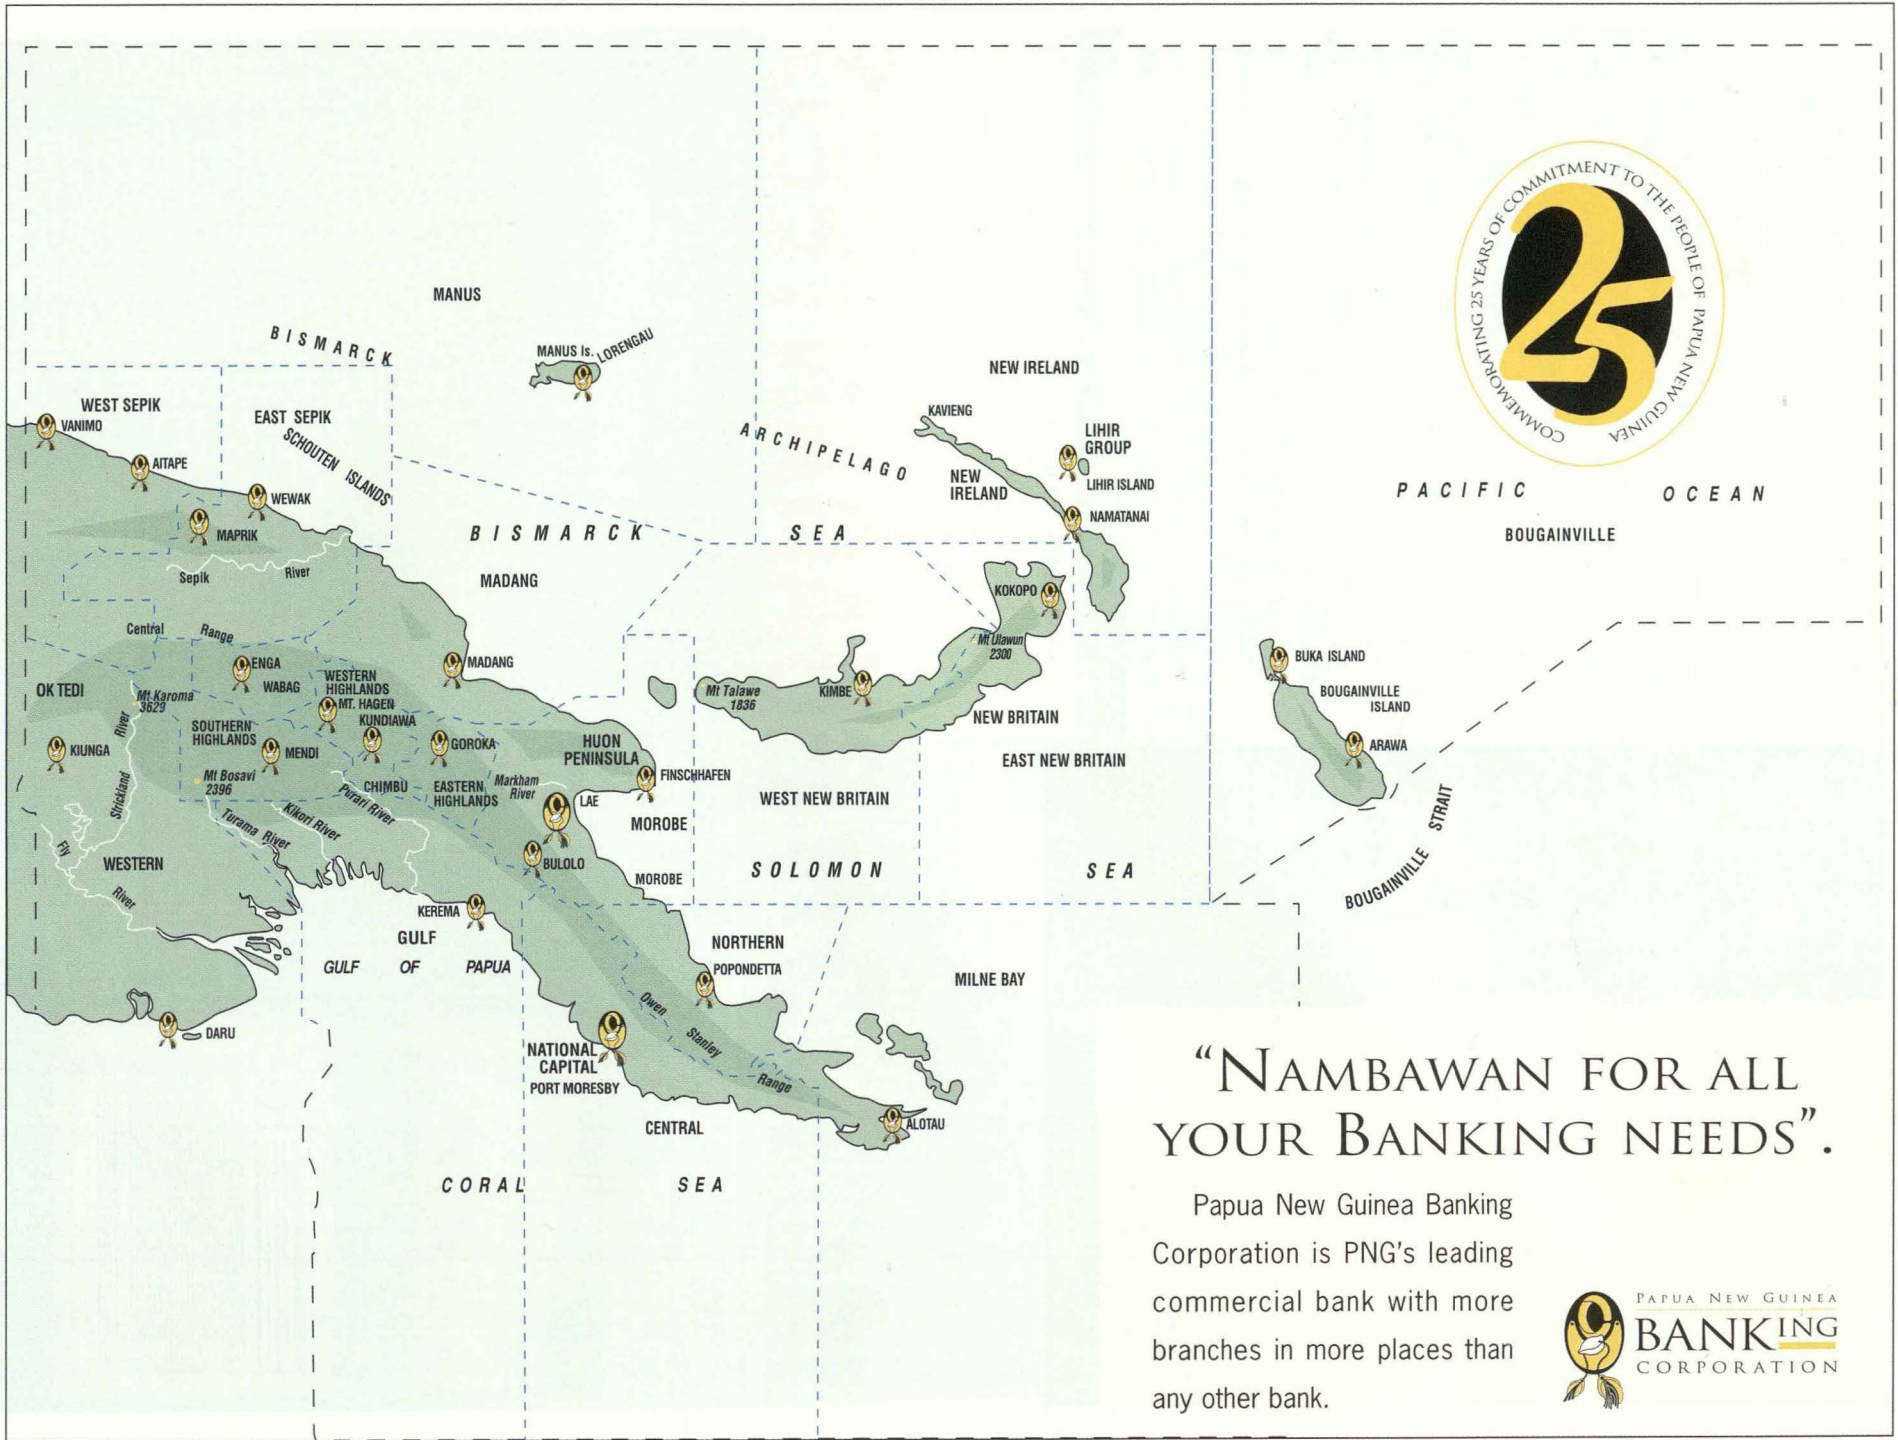 COMMEMORATING 25 YEARS OF COMMITMENT TO THE PEOPLE OF PAPUA NEW GUINEA
25
MANUS
BISMARCK
MANUS Is.
LORENGAU
NEW IRELAND
WEST SEPIK
VANIMO
EAST SEPIK
SCHOUTEN ISLANDS
AITAPE
WEWAK
MAPRIK
ARCHIPELAGO
KAVIENG
LIHIR
GROUP
LIHIR ISLAND
NEW
IRELAND
NAMATANAI
PACIFIC OCEAN
BOUGAINVILLE
BISMARCK SEA
Sepik River
MADANG
KOKOPO
Central Range
Mt Ulawun
2300
ENGA
WABAG
WESTERN
HIGHLANDS
MT. HAGEN
MADANG
BUKA ISLAND
OK TEDI
Mt Karoma
3629
KUNDIAWA
Mt Talawe
1836
KIMBE
BOUGAINVILLE
ISLAND
NEW BRITAIN
SOUTHERN
HIGHLANDS
MENDI
GOROKA
HUON
PENINSULA
KIUNGA
ARAWA
EAST NEW BRITAIN
Strickland River
Mt Bosavi
2396
CHIMBU
EASTERN
HIGHLANDS
Markham
River
FINSCHHAFEN
LAE
WEST NEW BRITAIN
Purari River
Kikori River
Turama River
MOROBE
BOUGAINVILLE STRAIT
Fly River
WESTERN
BULOLO
MOROBE
SOLOMON SEA
KEREMA
GULF
GULF OF PAPUA
NORTHERN
POPONDETTA
MILNE BAY
Owen Stanley Range
DARU
NATIONAL
CAPITAL
PORT MORESBY
CENTRAL
ALOTAU
CORAL SEA
“NAMBAWAN FOR ALL
YOUR BANKING NEEDS”.
Papua New Guinea Banking
Corporation is PNG's leading
commercial bank with more
branches in more places than
any other bank.
PAPUA NEW GUINEA
BANKING
CORPORATION